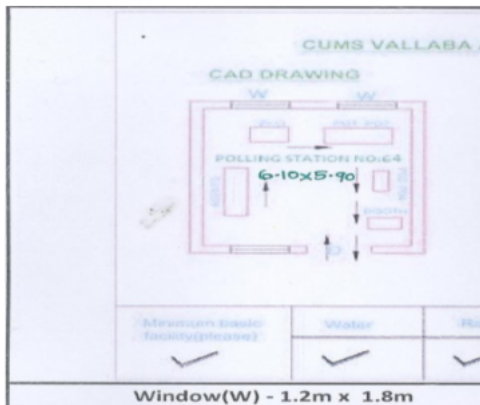 CUMS VALLABA
CAD DRAWING
W W
POLLING STATION NO:64
6.10x5.90
BOOTH
D
Minimum basic
facility(please)
Water
Window(W) - 1.2m x 1.8m